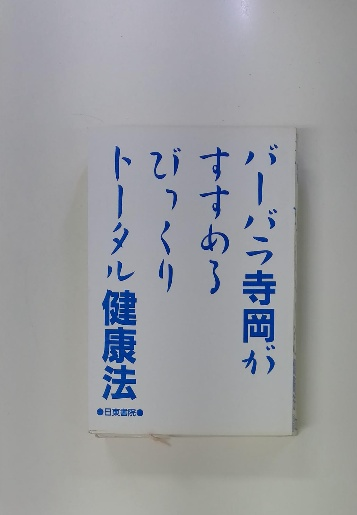 バーバラ寺岡が
すすめる
びっくり
トータル健康法
●日東書院●